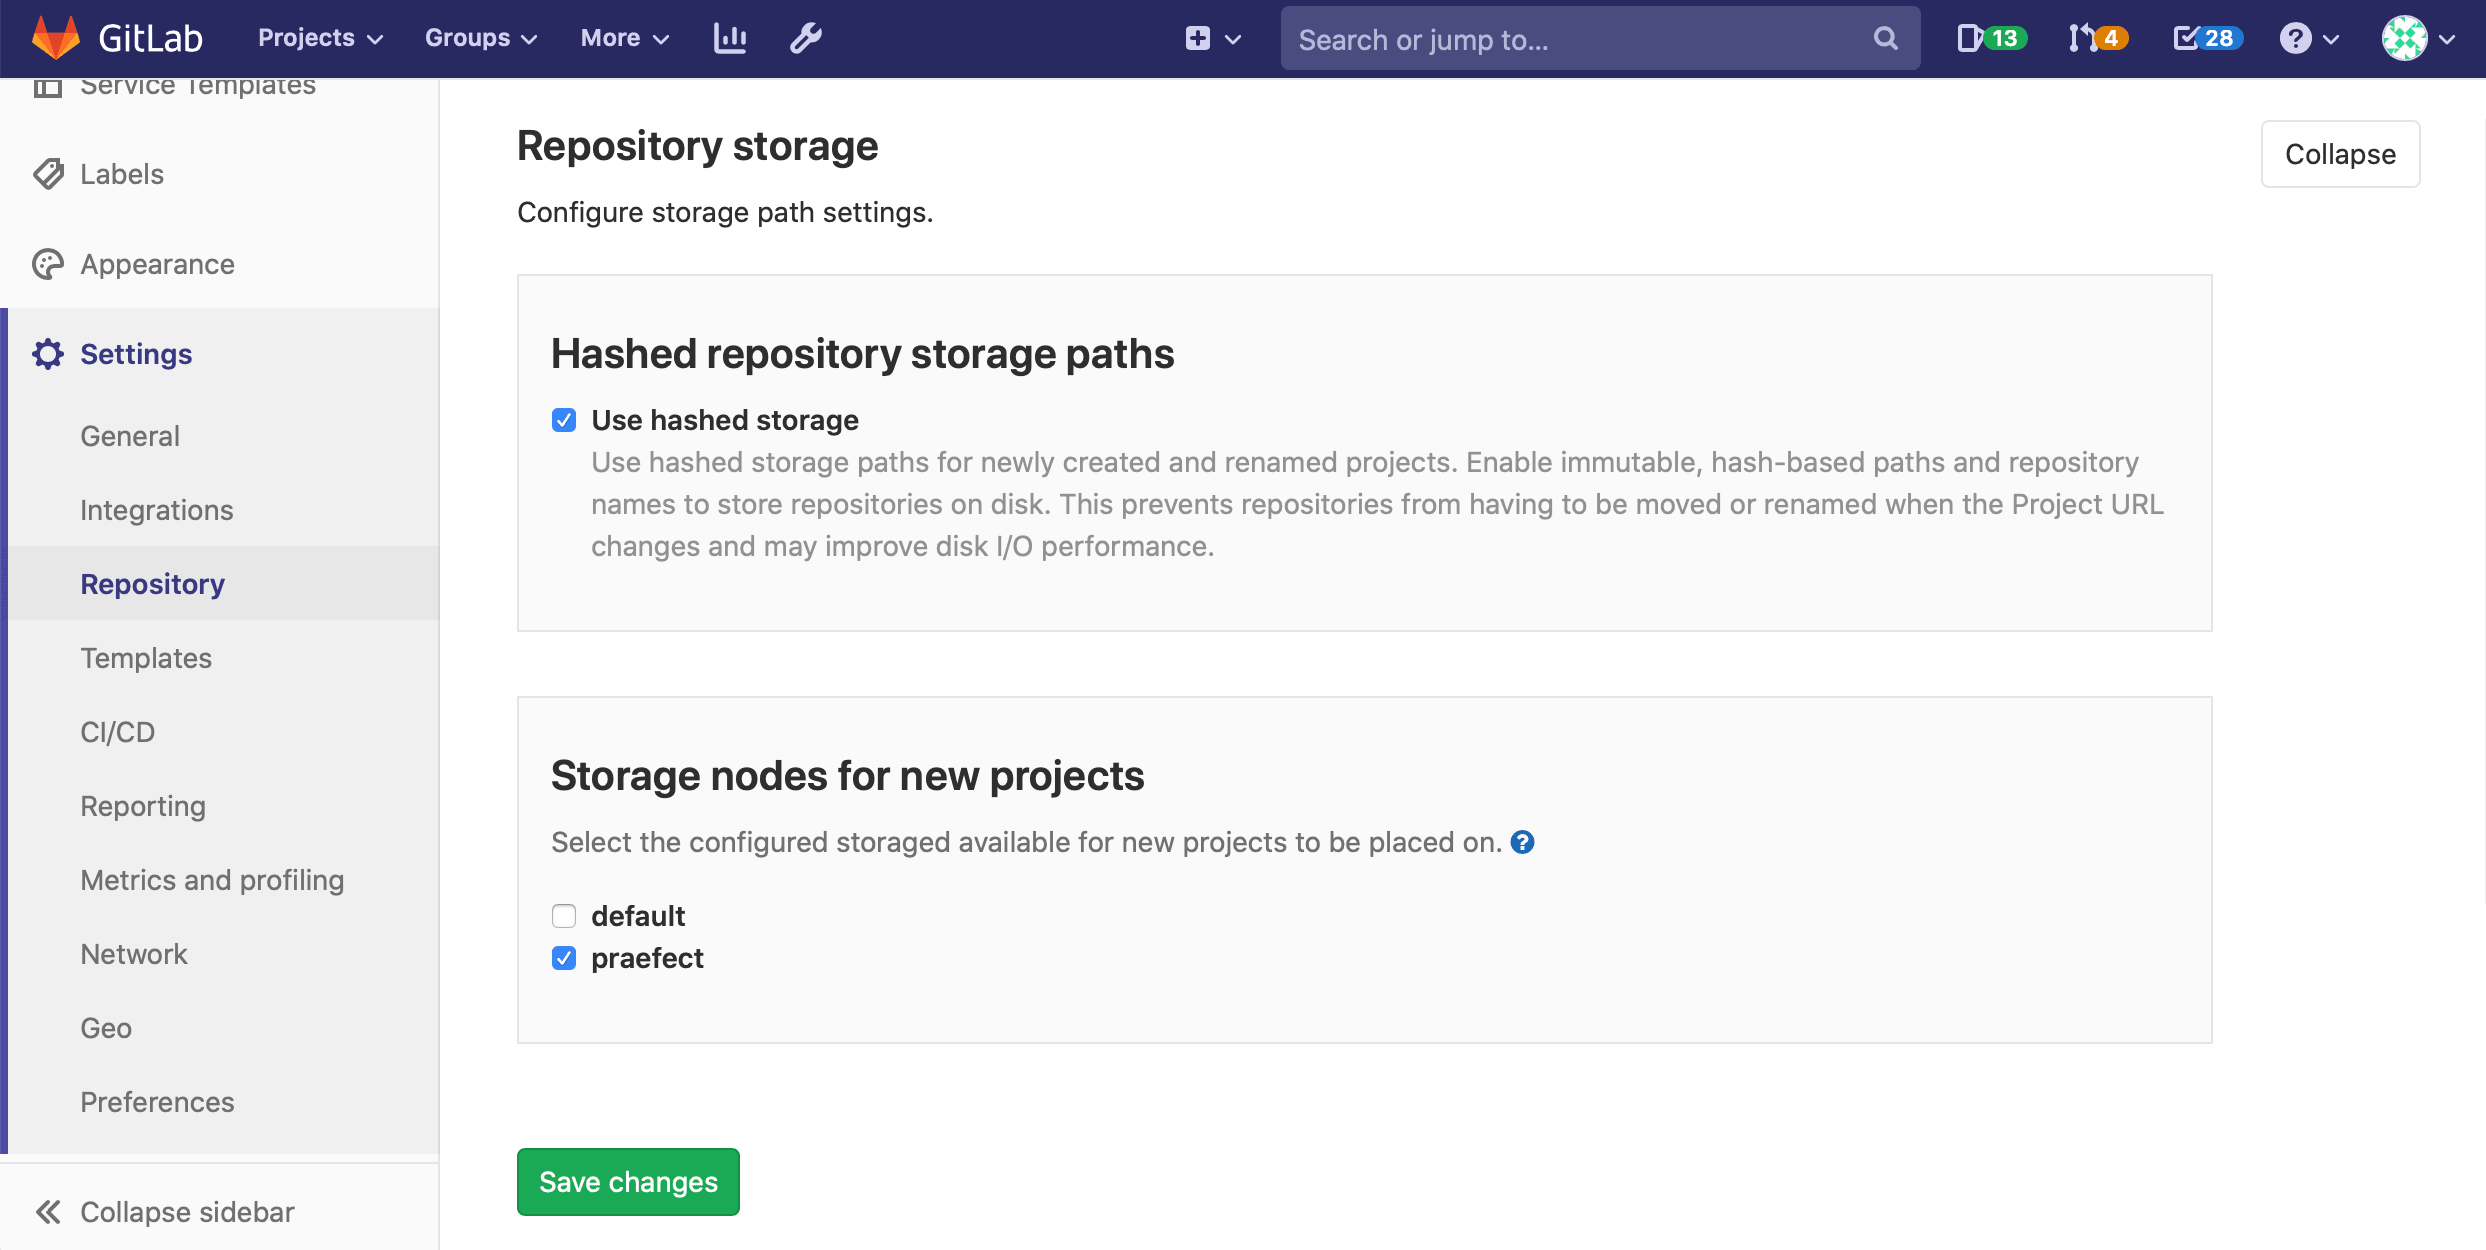 GitLab Projects Groups More Search or jump to... 13 4 28
Service Templates
Labels
Appearance
Settings
General
Integrations
Repository
Templates
CI/CD
Reporting
Metrics and profiling
Network
Geo
Preferences
Collapse sidebar
Repository storage
Collapse
Configure storage path settings.
Hashed repository storage paths
Use hashed storage
Use hashed storage paths for newly created and renamed projects. Enable immutable, hash-based paths and repository
names to store repositories on disk. This prevents repositories from having to be moved or renamed when the Project URL
changes and may improve disk I/O performance.
Storage nodes for new projects
Select the configured storaged available for new projects to be placed on. ?
default
praefect
Save changes